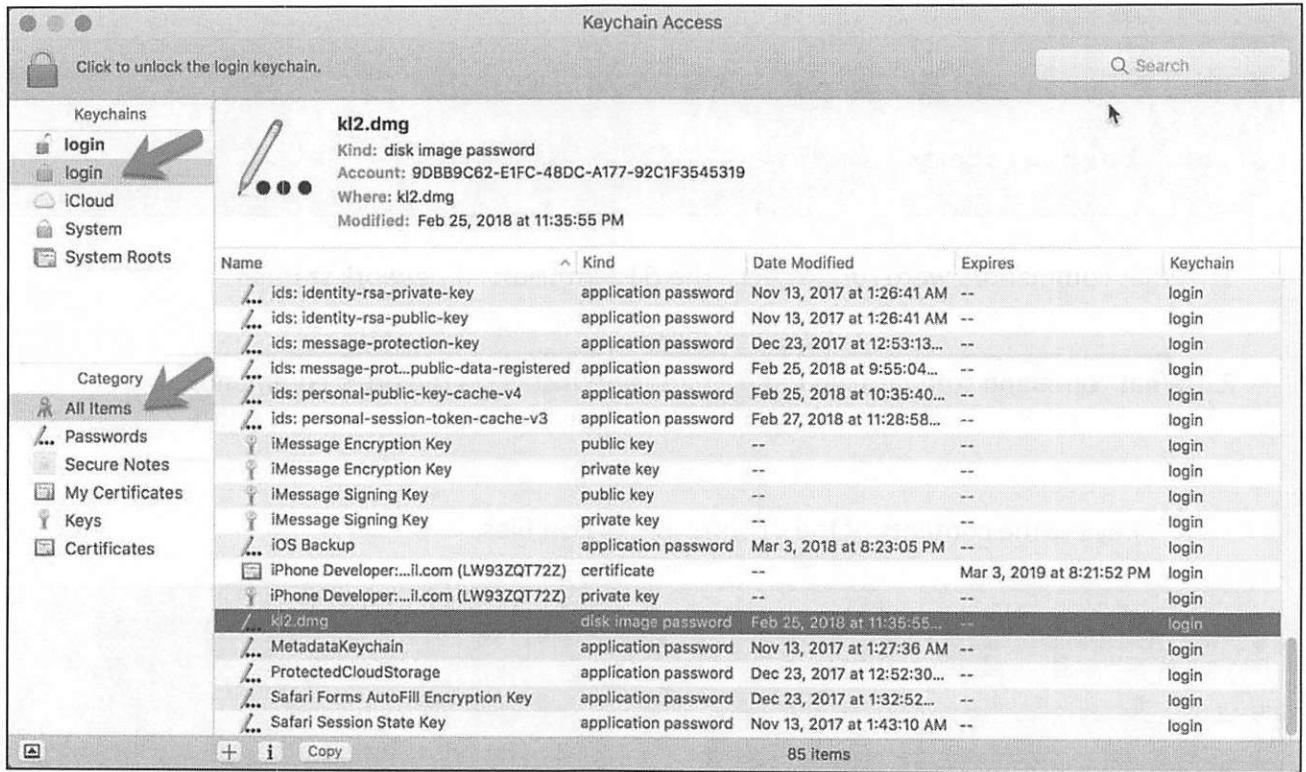 Keychain Access
Click to unlock the login keychain.
Search
Keychains
login
login
iCloud
System
System Roots
Category
All Items
Passwords
Secure Notes
My Certificates
Keys
Certificates
kl2.dmg
Kind: disk image password
Account: 9DBB9C62-E1FC-48DC-A177-92C1F3545319
Where: kl2.dmg
Modified: Feb 25, 2018 at 11:35:55 PM
Name Kind Date Modified Expires Keychain
ids: identity-rsa-private-key application password Nov 13, 2017 at 1:26:41 AM -- login
ids: identity-rsa-public-key application password Nov 13, 2017 at 1:26:41 AM -- login
ids: message-protection-key application password Dec 23, 2017 at 12:53:13... -- login
ids: message-prot...public-data-registered application password Feb 25, 2018 at 9:55:04... -- login
ids: personal-public-key-cache-v4 application password Feb 25, 2018 at 10:35:40... -- login
ids: personal-session-token-cache-v3 application password Feb 27, 2018 at 11:28:58... -- login
iMessage Encryption Key public key -- -- login
iMessage Encryption Key private key -- -- login
iMessage Signing Key public key -- -- login
iMessage Signing Key private key -- -- login
iOS Backup application password Mar 3, 2018 at 8:23:05 PM -- login
iPhone Developer:...il.com (LW93ZQT72Z) certificate -- Mar 3, 2019 at 8:21:52 PM login
iPhone Developer:...il.com (LW93ZQT72Z) private key -- -- login
kl2.dmg disk image password Feb 25, 2018 at 11:35:55... -- login
MetadataKeychain application password Nov 13, 2017 at 1:27:36 AM -- login
ProtectedCloudStorage application password Dec 23, 2017 at 12:52:30... -- login
Safari Forms AutoFill Encryption Key application password Dec 23, 2017 at 1:32:52... -- login
Safari Session State Key application password Nov 13, 2017 at 1:43:10 AM -- login
+ i Copy 85 items